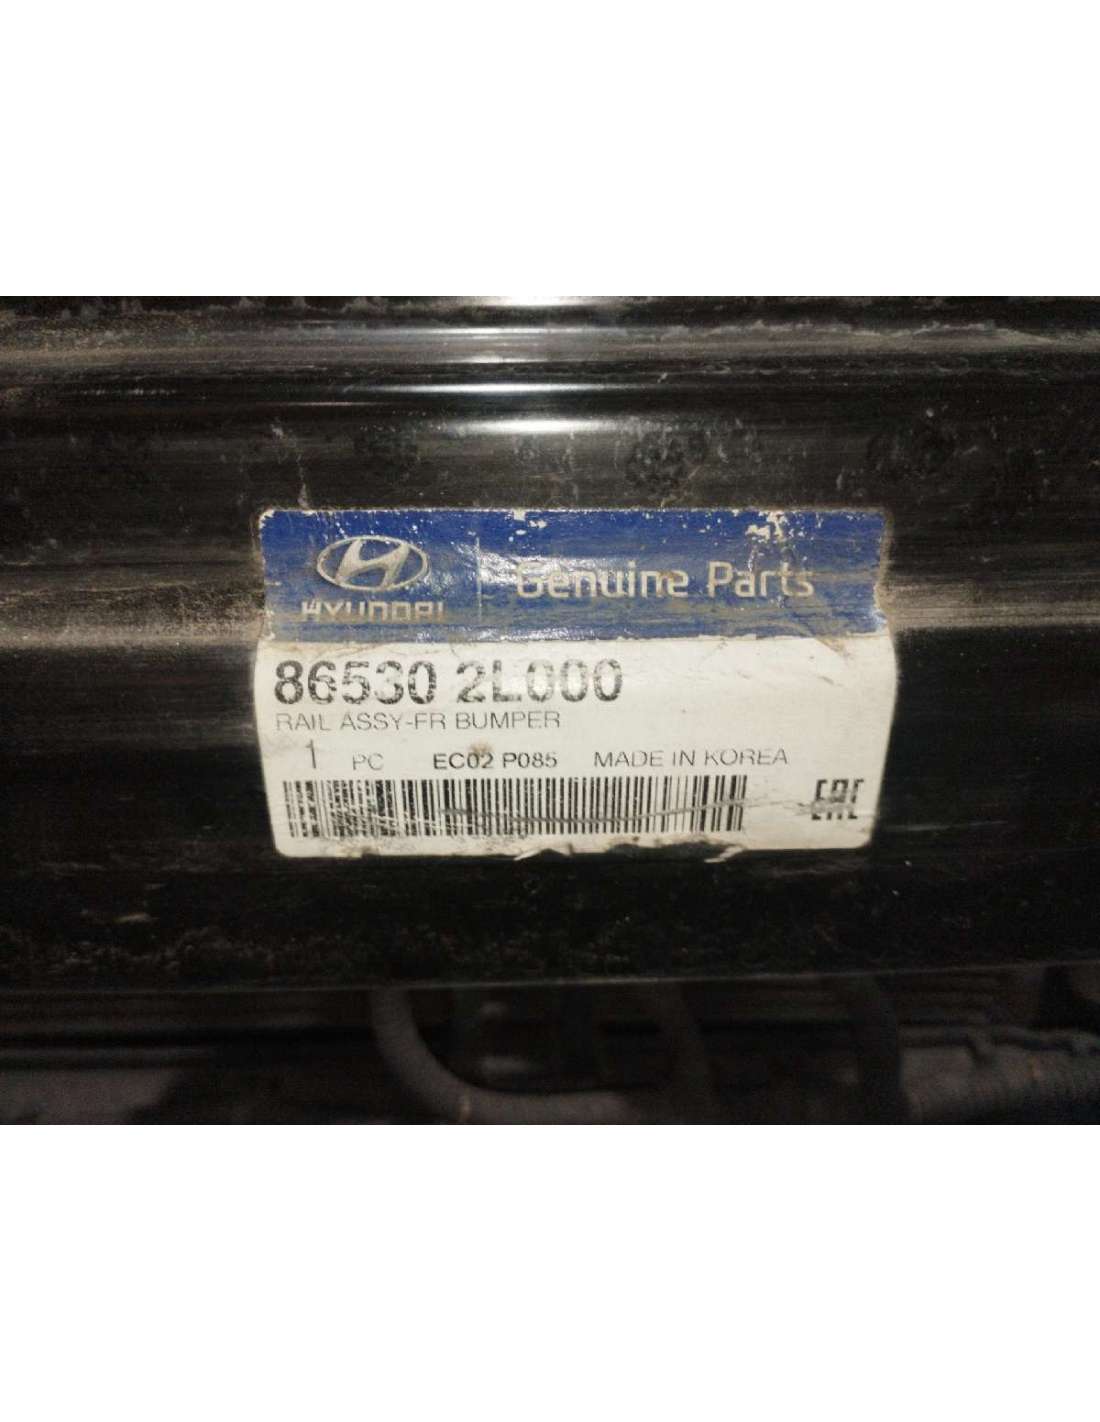 HYUNDAI
Genuine Parts
86530 2L000
RAIL ASSY-FR BUMPER
1 PC EC02 P085 MADE IN KOREA
EAC